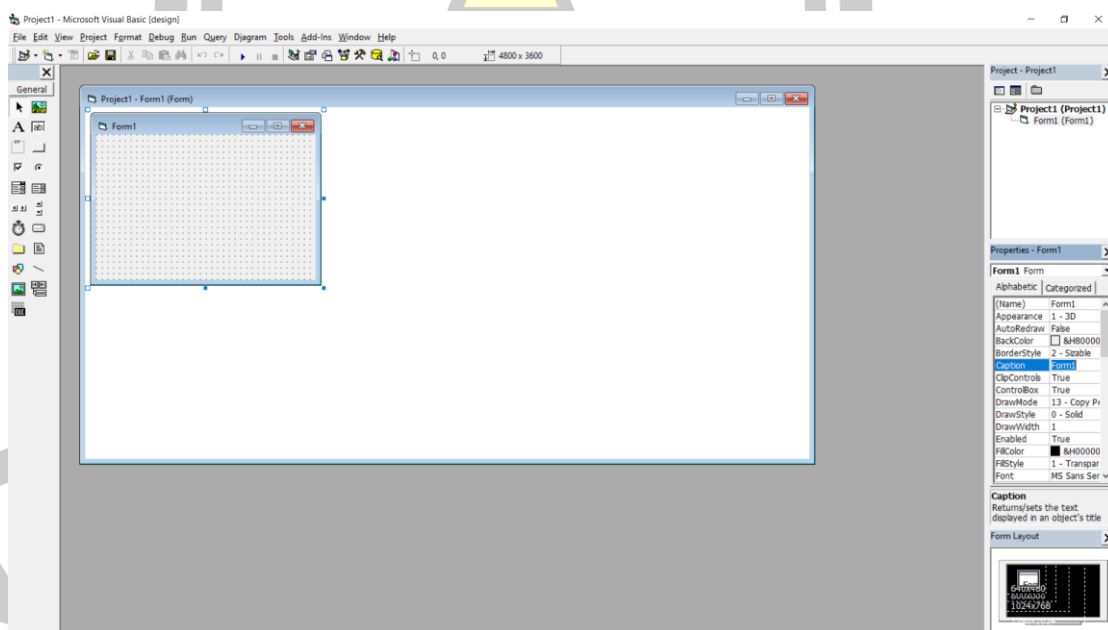 Project1 - Microsoft Visual Basic [design]
File Edit View Project Format Debug Run Query Diagram Tools Add-Ins Window Help
0, 0 4800 x 3600
General
A ab|
Project1 - Form1 (Form)
Form1
Project - Project1
Project1 (Project1)
Form1 (Form1)
Properties - Form1
Form1 Form
Alphabetic Categorized
(Name) Form1
Appearance 1 - 3D
AutoRedraw False
BackColor &H80000
BorderStyle 2 - Sizable
Caption Form1
ClipControls True
ControlBox True
DrawMode 13 - Copy Pe
DrawStyle 0 - Solid
DrawWidth 1
Enabled True
FillColor &H00000
FillStyle 1 - Transpar
Font MS Sans Ser
Caption
Returns/sets the text
displayed in an object's title
Form Layout
640x480
1024x768